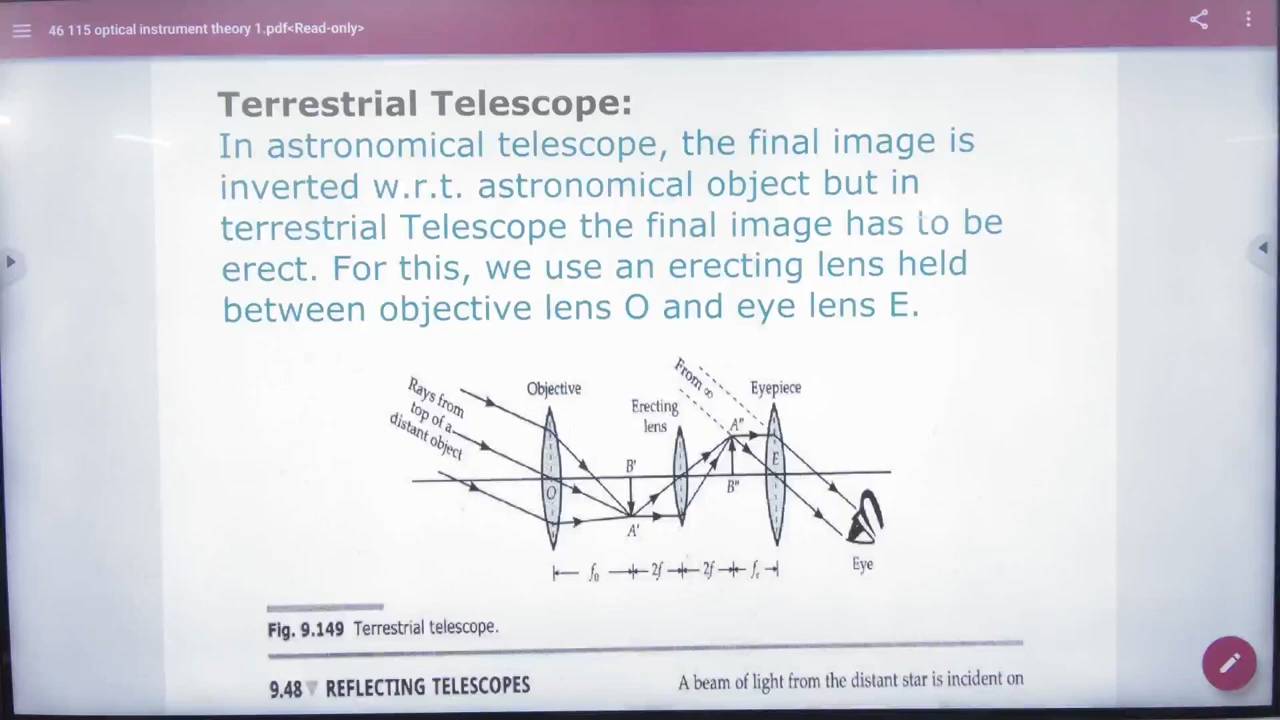 46 115 optical instrument theory 1.pdf<Read-only>
Terrestrial Telescope:
In astronomical telescope, the final image is
inverted w.r.t. astronomical object but in
terrestrial Telescope the final image has to be
erect. For this, we use an erecting lens held
between objective lens O and eye lens E.
Rays from
top of a
distant object
Objective
Erecting
lens
From ∞
Eyepiece
O
B'
A'
A"
B"
E
Eye
f₀ 2f 2f fₑ
Fig. 9.149 Terrestrial telescope.
9.48 ▼ REFLECTING TELESCOPES
A beam of light from the distant star is incident on